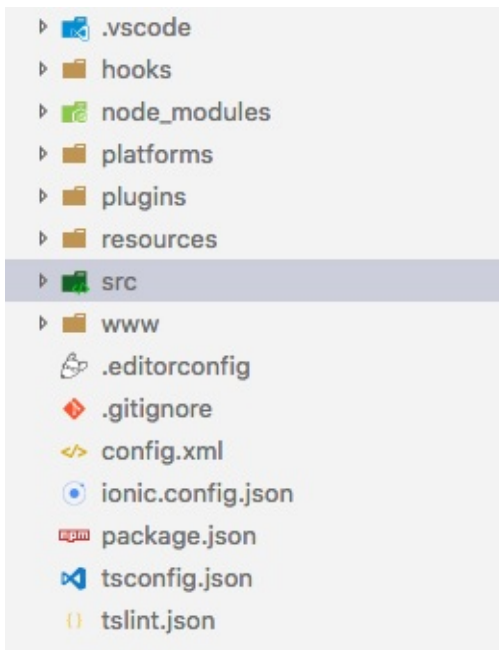 .vscode
hooks
node_modules
platforms
plugins
resources
src
www
.editorconfig
.gitignore
config.xml
ionic.config.json
npm package.json
tsconfig.json
tslint.json